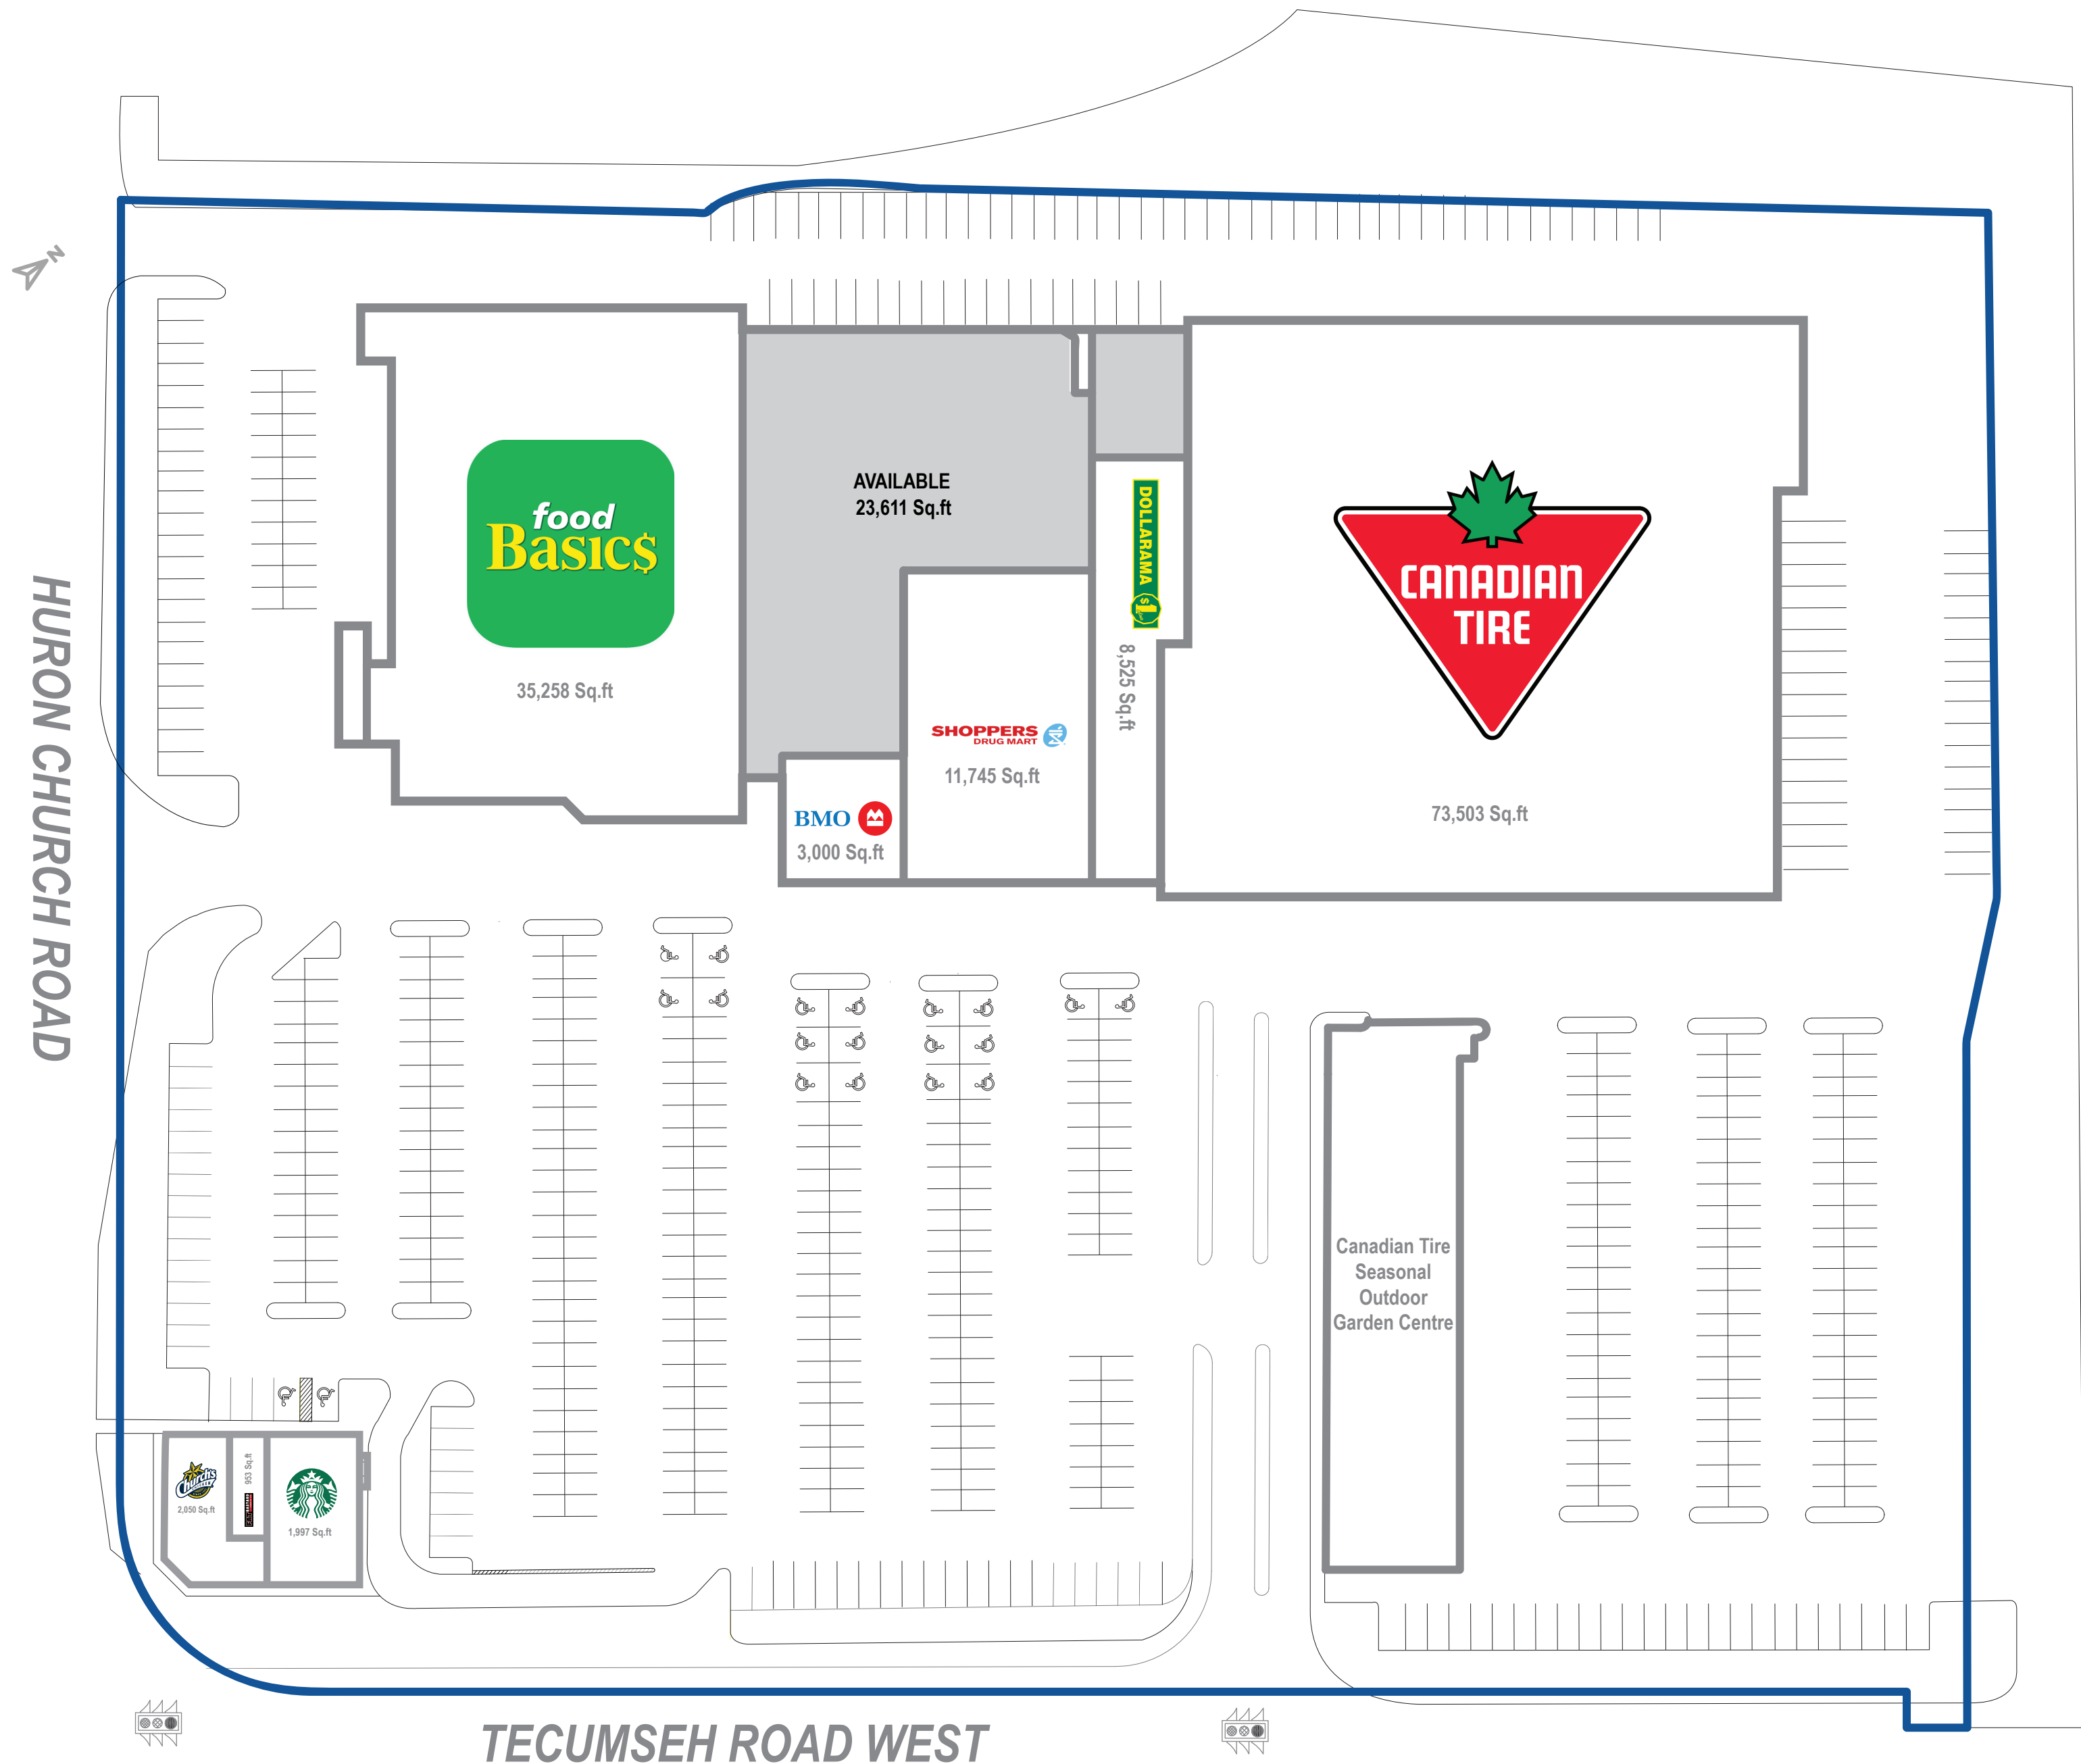 N
HURON CHURCH ROAD
food
Basic$
35,258 Sq.ft
AVAILABLE
23,611 Sq.ft
DOLLARAMA $1
8,525 Sq.ft
SHOPPERS
DRUG MART
11,745 Sq.ft
BMO
3,000 Sq.ft
CANADIAN
TIRE
73,503 Sq.ft
Canadian Tire
Seasonal
Outdoor
Garden Centre
Church's
2,050 Sq.ft
953 Sq.ft
1,997 Sq.ft
TECUMSEH ROAD WEST